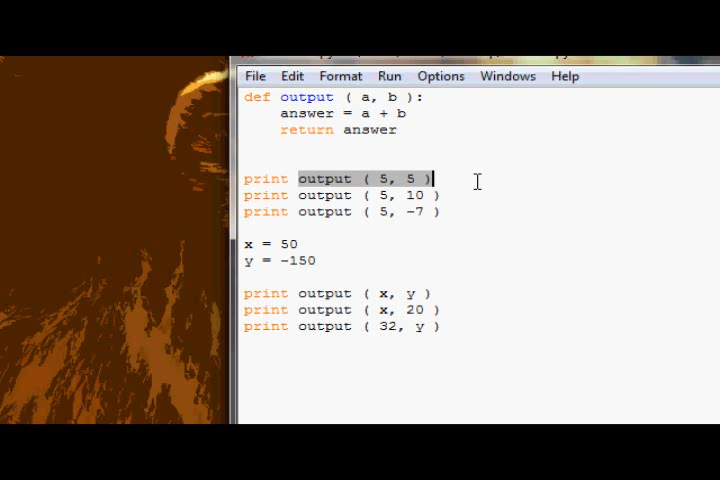 File Edit Format Run Options Windows Help
def output ( a, b ):
    answer = a + b
    return answer
print output ( 5, 5 )
print output ( 5, 10 )
print output ( 5, -7 )
x = 50
y = -150
print output ( x, y )
print output ( x, 20 )
print output ( 32, y )